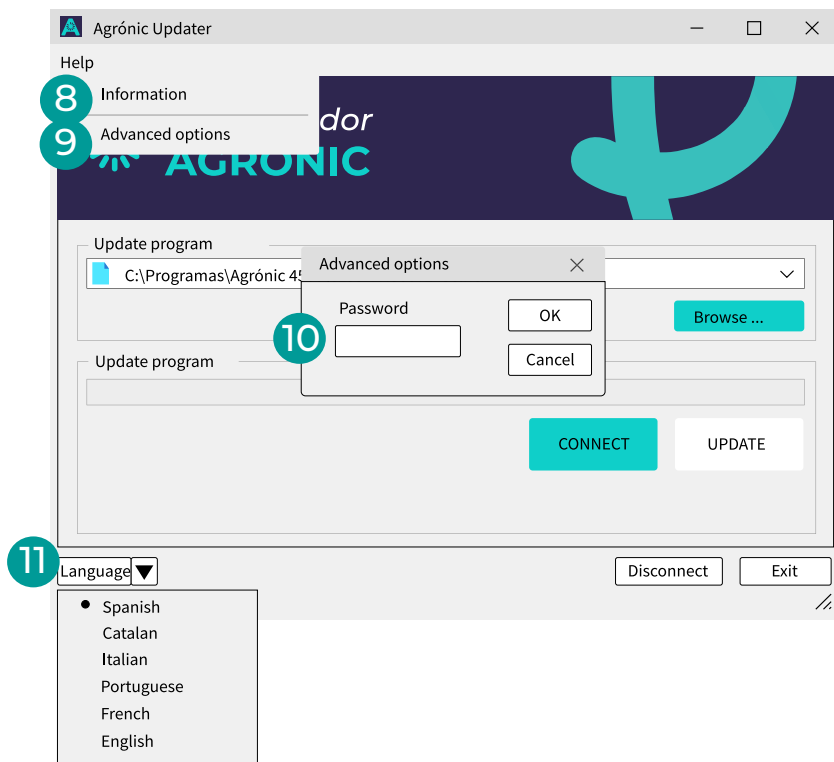 Agrónic Updater
Help
8 Information
9 Advanced options
dor
AGRÓNIC
Update program
C:\Programas\Agrónic 45
Advanced options
Password
10
OK
Cancel
Browse ...
Update program
CONNECT
UPDATE
11 Language
Disconnect
Exit
Spanish
Catalan
Italian
Portuguese
French
English